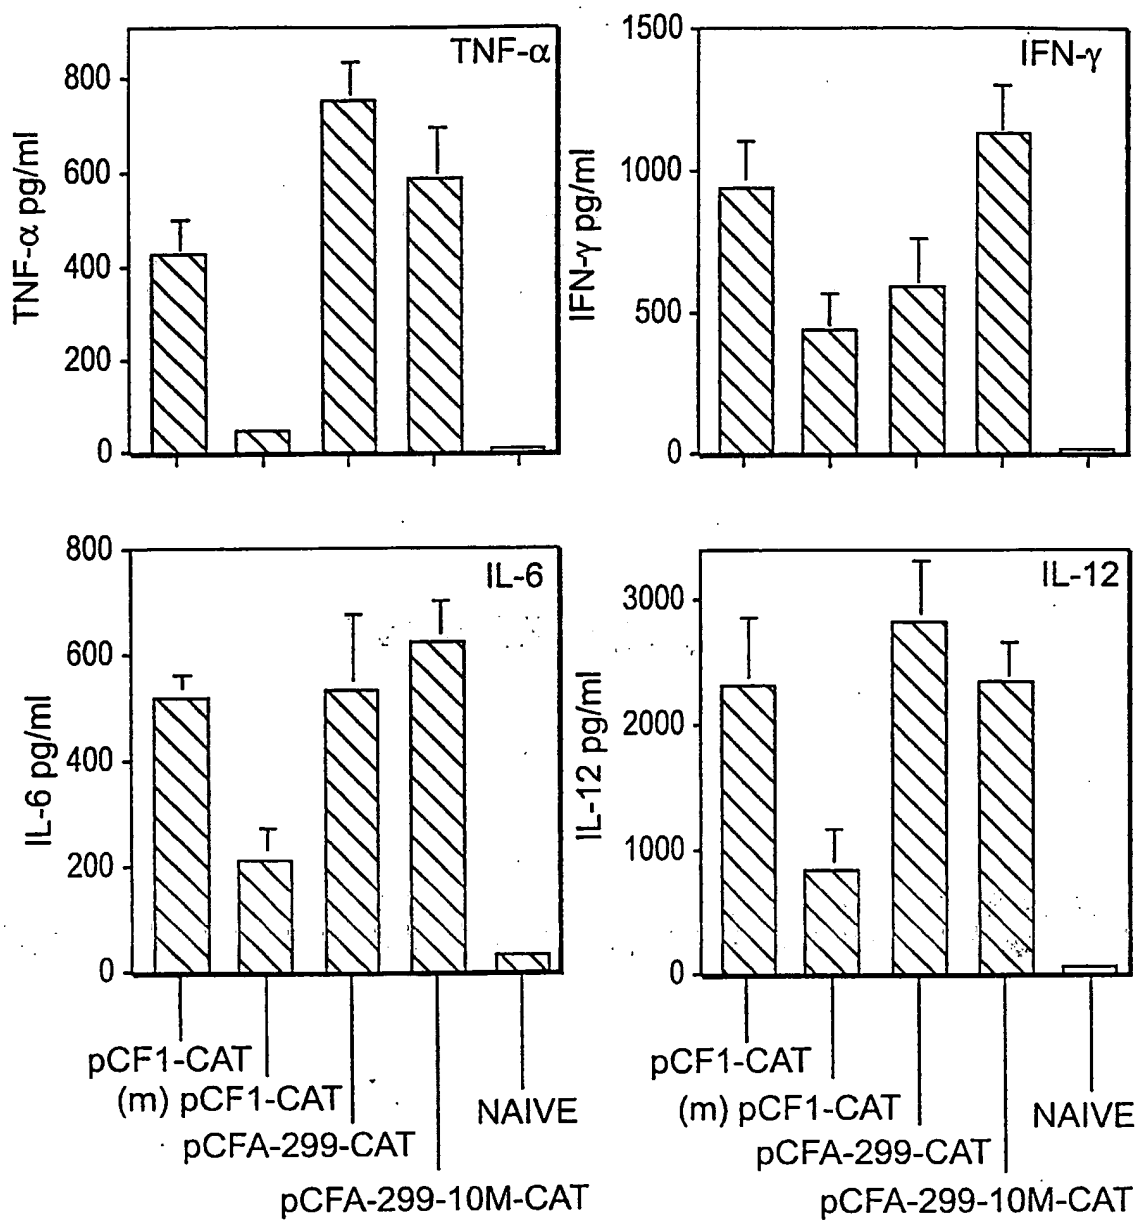 TNF-α
TNF-α pg/ml
800
600
400
200
0
IFN-γ
IFN-γ pg/ml
1500
1000
500
0
IL-6
IL-6 pg/ml
800
600
400
200
0
IL-12
IL-12 pg/ml
3000
2000
1000
0
pCF1-CAT
(m) pCF1-CAT
pCFA-299-CAT
pCFA-299-10M-CAT
NAIVE
pCF1-CAT
(m) pCF1-CAT
pCFA-299-CAT
pCFA-299-10M-CAT
NAIVE